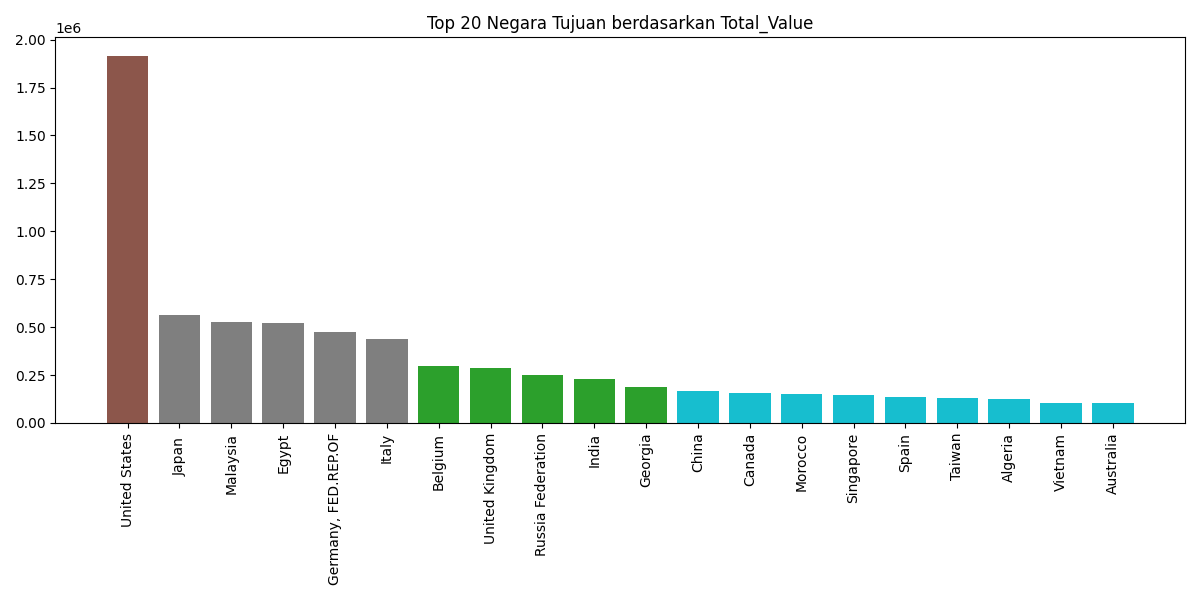 Top 20 Negara Tujuan berdasarkan Total_Value
1e6
2.00
1.75
1.50
1.25
1.00
0.75
0.50
0.25
0.00
United States
Japan
Malaysia
Egypt
Germany, FED.REP.OF
Italy
Belgium
United Kingdom
Russia Federation
India
Georgia
China
Canada
Morocco
Singapore
Spain
Taiwan
Algeria
Vietnam
Australia